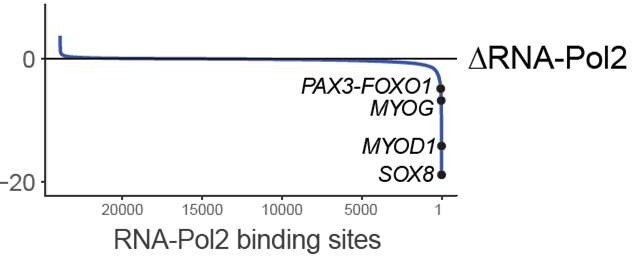 0
ΔRNA-Pol2
PAX3-FOXO1
MYOG
MYOD1
SOX8
−20
20000 15000 10000 5000 1
RNA-Pol2 binding sites